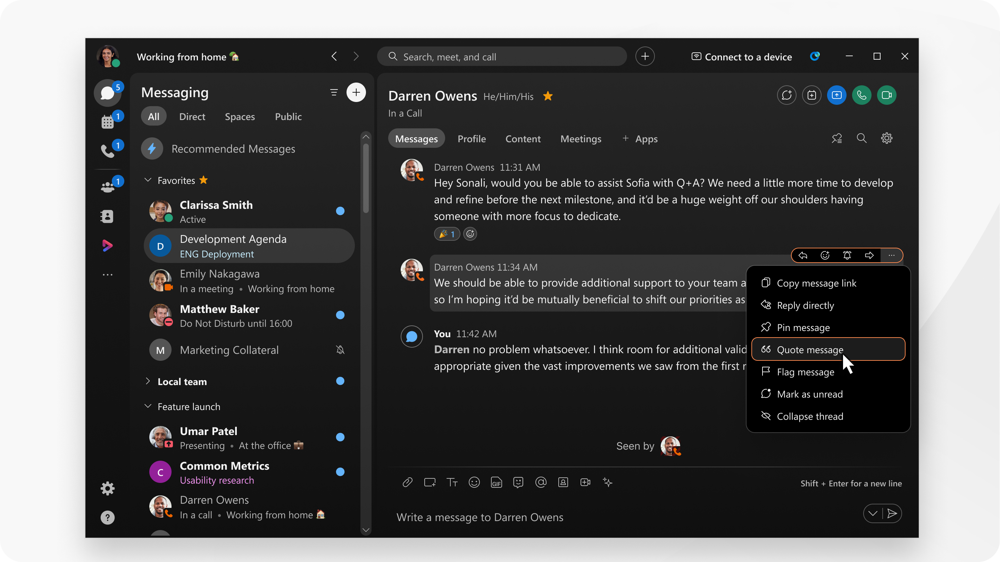 Working from home
Search, meet, and call
Connect to a device
5
1
1
1
Messaging
All Direct Spaces Public
Recommended Messages
Favorites
Clarissa Smith
Active
D
Development Agenda
ENG Deployment
Emily Nakagawa
In a meeting • Working from home
Matthew Baker
Do Not Disturb until 16:00
M
Marketing Collateral
Local team
Feature launch
Umar Patel
Presenting • At the office
C
Common Metrics
Usability research
Darren Owens
In a call • Working from home
Darren Owens He/Him/His
In a Call
Messages Profile Content Meetings + Apps
Darren Owens 11:31 AM
Hey Sonali, would you be able to assist Sofia with Q+A? We need a little more time to develop
and refine before the next milestone, and it’d be a huge weight off our shoulders having
someone with more focus to dedicate.
1
Darren Owens 11:34 AM
We should be able to provide additional support to your team a
so I’m hoping it’d be mutually beneficial to shift our priorities as
You 11:42 AM
Darren no problem whatsoever. I think room for additional valid
appropriate given the vast improvements we saw from the first r
Copy message link
Reply directly
Pin message
Quote message
Flag message
Mark as unread
Collapse thread
Seen by
GIF
Shift + Enter for a new line
Write a message to Darren Owens